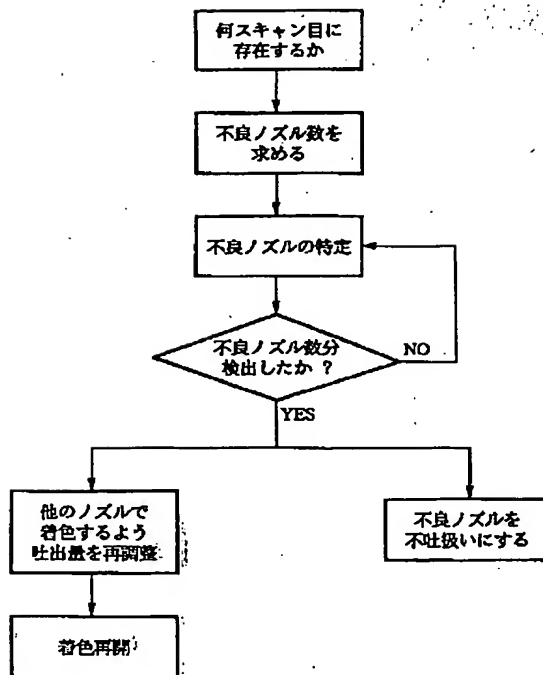 何スキャン目に
存在するか
不良ノズル数を
求める
不良ノズルの特定
不良ノズル数分
検出したか ?
NO
YES
他のノズルで
着色するよう
吐出量を再調整
不良ノズルを
不吐扱いにする
着色再開